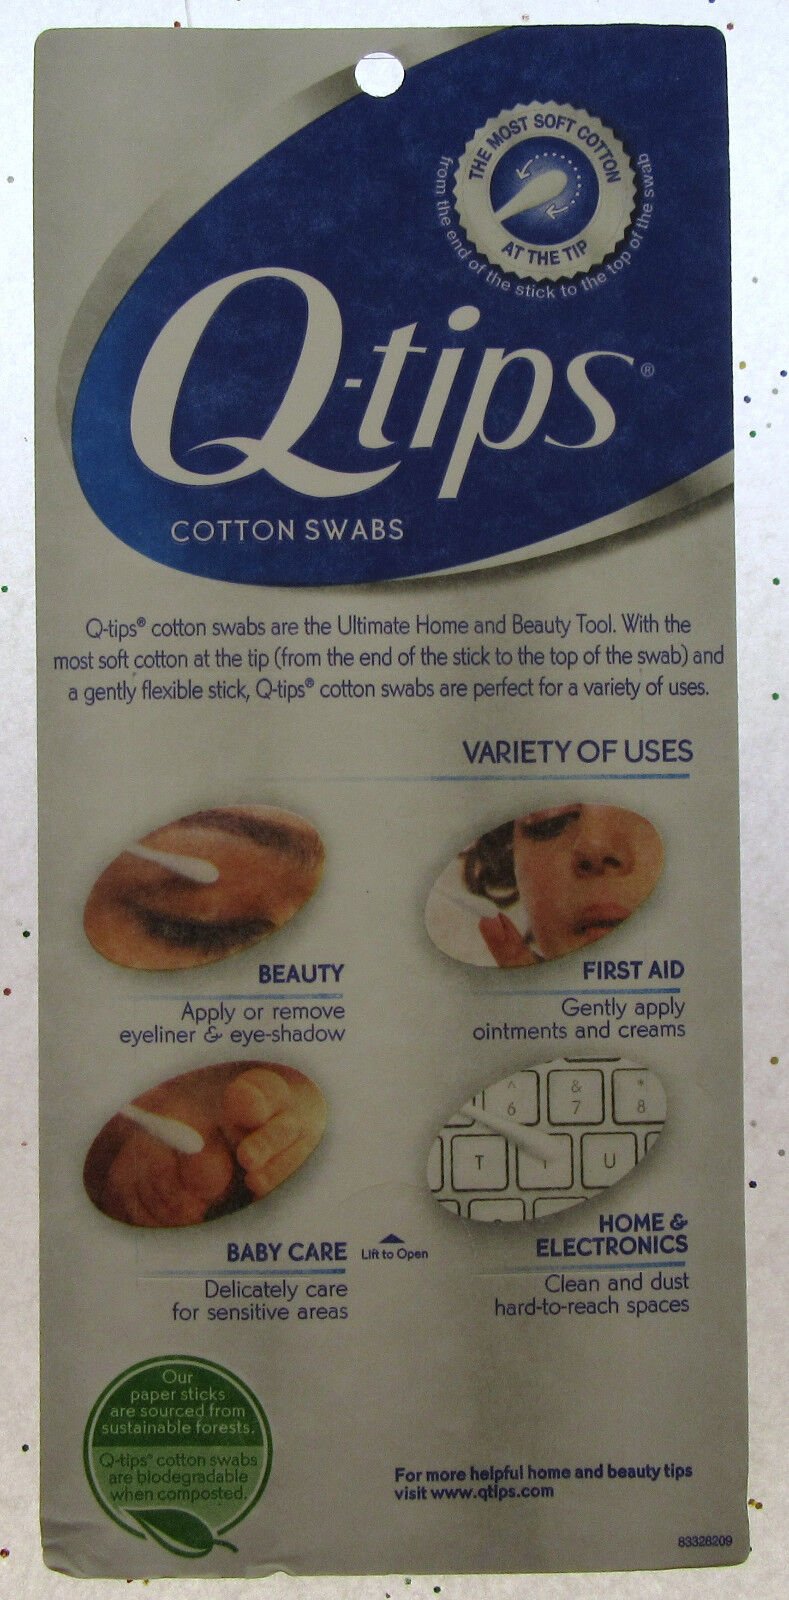 THE MOST SOFT COTTON
AT THE TIP
from the end of the stick to the top of the swab
Q-tips®
COTTON SWABS
Q-tips® cotton swabs are the Ultimate Home and Beauty Tool. With the
most soft cotton at the tip (from the end of the stick to the top of the swab) and
a gently flexible stick, Q-tips® cotton swabs are perfect for a variety of uses.
VARIETY OF USES
BEAUTY
Apply or remove
eyeliner & eye-shadow
FIRST AID
Gently apply
ointments and creams
^ & *
6 7 8
T U
BABY CARE
Delicately care
for sensitive areas
Lift to Open
HOME &
ELECTRONICS
Clean and dust
hard-to-reach spaces
Our
paper sticks
are sourced from
sustainable forests.
Q-tips® cotton swabs
are biodegradable
when composted.
For more helpful home and beauty tips
visit www.qtips.com
83328209